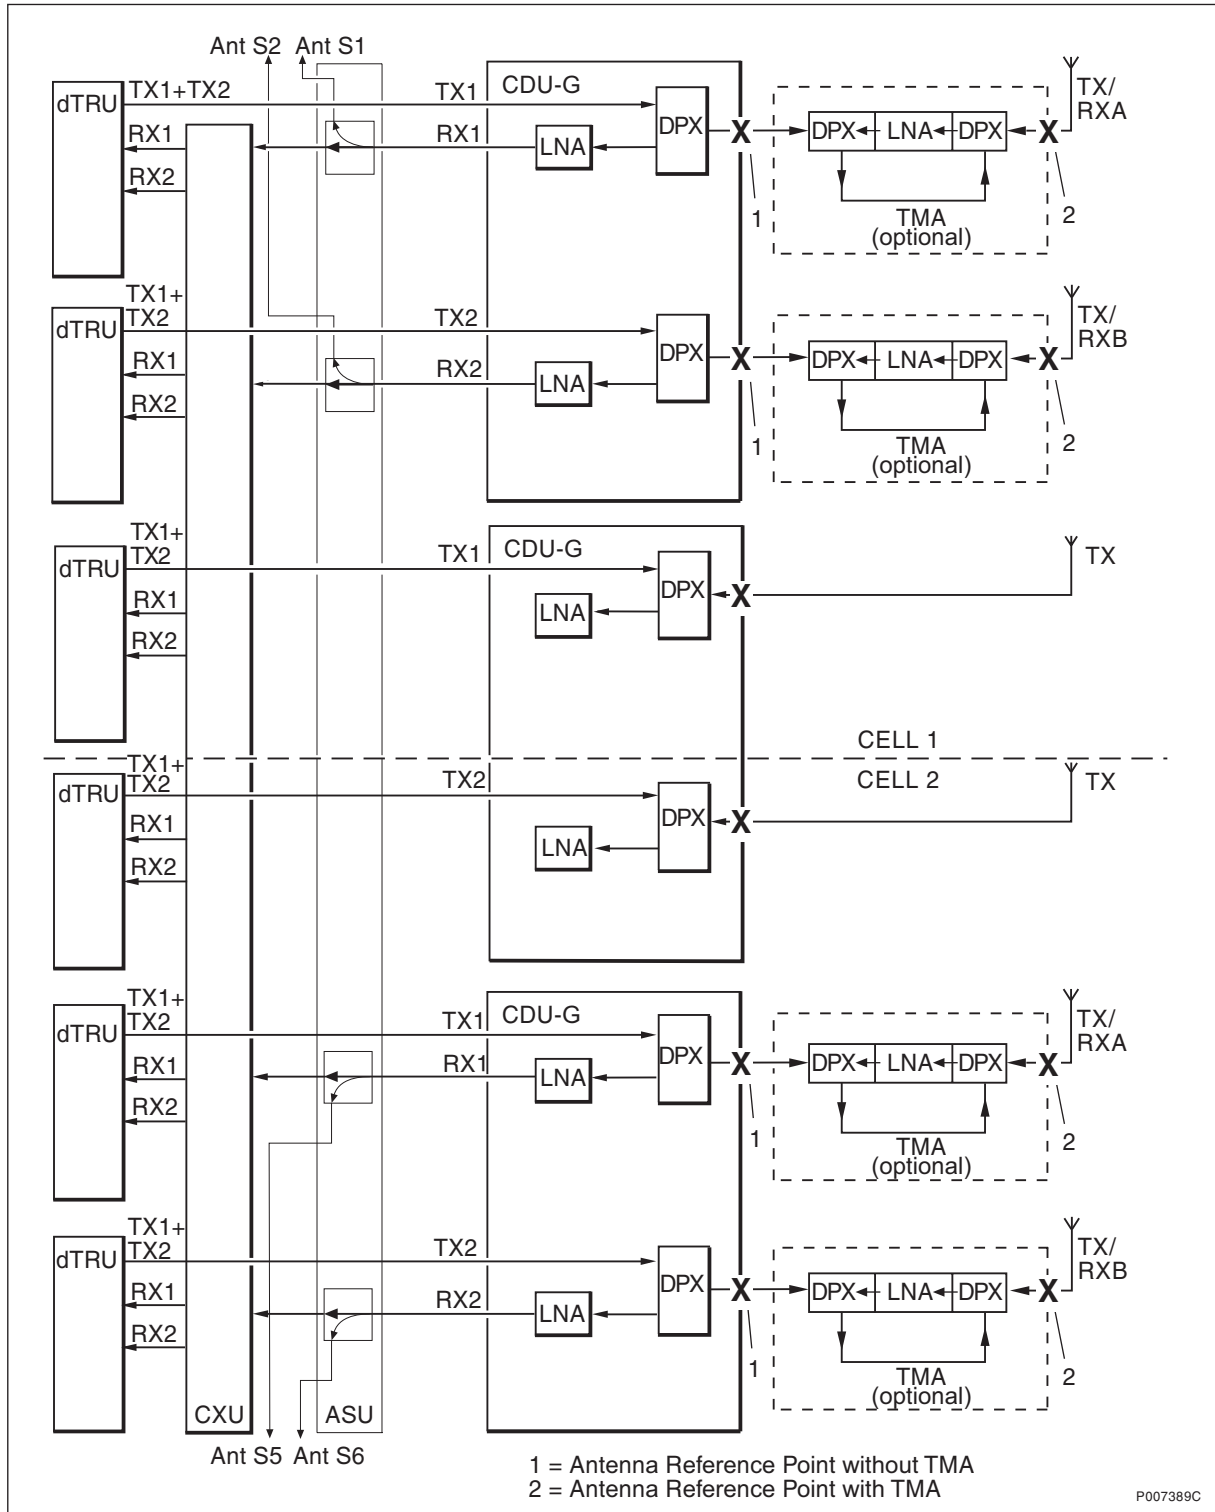 Ant S2 Ant S1
dTRU
TX1+TX2
TX1
CDU-G
TX/
RXA
RX1
RX1
LNA
DPX
X
DPX
LNA
DPX
X
RX2
1
TMA
(optional)
2
dTRU
TX1+
TX2
TX2
TX/
RXB
RX1
RX2
LNA
DPX
X
DPX
LNA
DPX
X
RX2
1
TMA
(optional)
2
dTRU
TX1+
TX2
TX1
CDU-G
TX
RX1
LNA
DPX
X
RX2
CELL 1
CELL 2
dTRU
TX1+
TX2
TX2
TX
RX1
LNA
DPX
X
RX2
dTRU
TX1+
TX2
TX1
CDU-G
TX/
RXA
RX1
RX1
LNA
DPX
X
DPX
LNA
DPX
X
RX2
1
TMA
(optional)
2
dTRU
TX1+
TX2
TX2
TX/
RXB
RX1
RX2
LNA
DPX
X
DPX
LNA
DPX
X
RX2
1
TMA
(optional)
2
CXU
ASU
Ant S5 Ant S6
1 = Antenna Reference Point without TMA
2 = Antenna Reference Point with TMA
P007389C